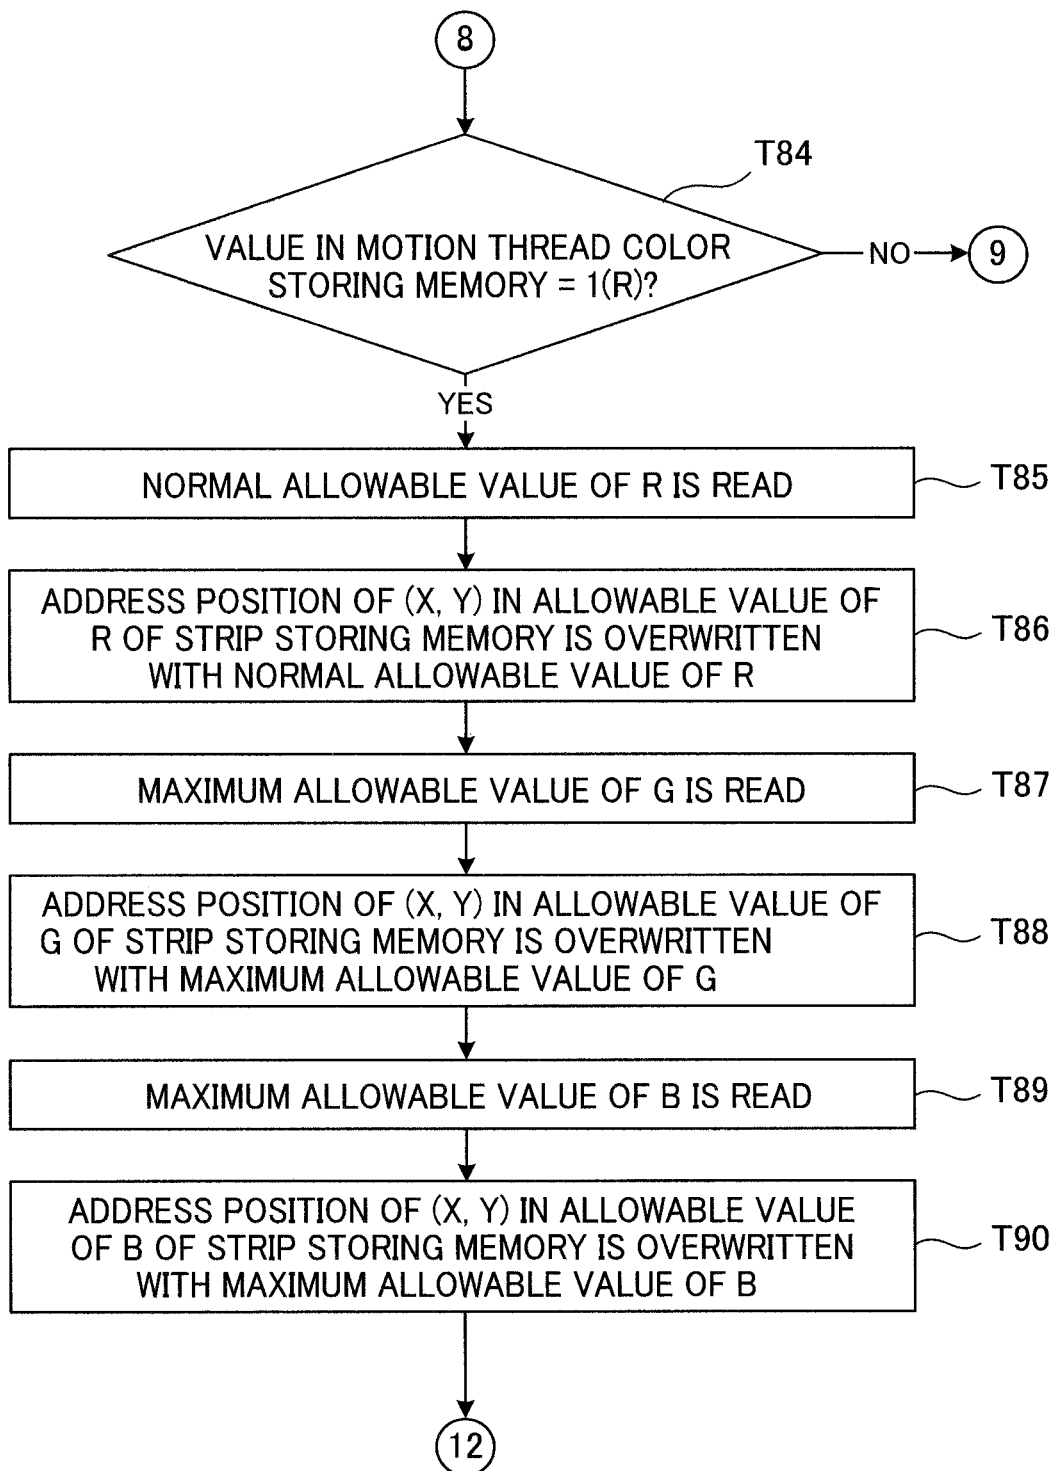 8
T84
VALUE IN MOTION THREAD COLOR
STORING MEMORY = 1(R)?
NO
9
YES
NORMAL ALLOWABLE VALUE OF R IS READ
T85
ADDRESS POSITION OF (X, Y) IN ALLOWABLE VALUE OF
R OF STRIP STORING MEMORY IS OVERWRITTEN
WITH NORMAL ALLOWABLE VALUE OF R
T86
MAXIMUM ALLOWABLE VALUE OF G IS READ
T87
ADDRESS POSITION OF (X, Y) IN ALLOWABLE VALUE OF
G OF STRIP STORING MEMORY IS OVERWRITTEN
WITH MAXIMUM ALLOWABLE VALUE OF G
T88
MAXIMUM ALLOWABLE VALUE OF B IS READ
T89
ADDRESS POSITION OF (X, Y) IN ALLOWABLE VALUE
OF B OF STRIP STORING MEMORY IS OVERWRITTEN
WITH MAXIMUM ALLOWABLE VALUE OF B
T90
12